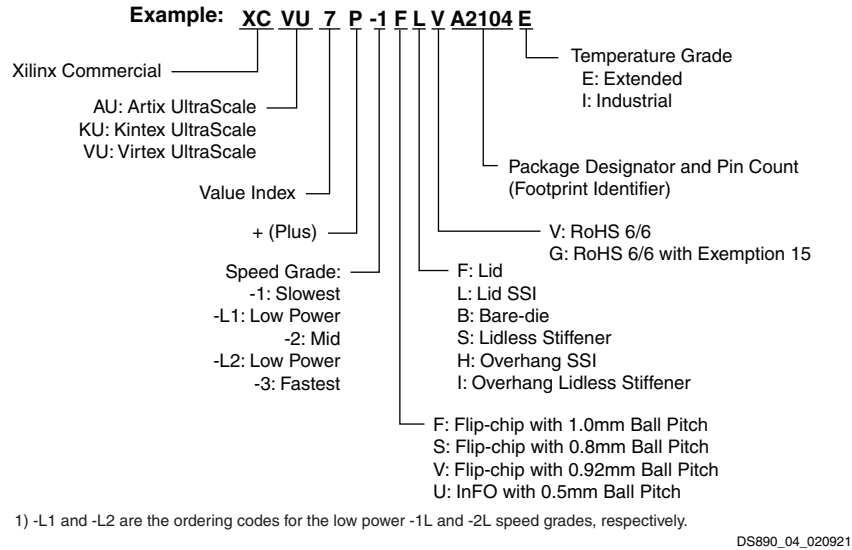 Example: XC VU 7 P -1 F L V A2104 E
Xilinx Commercial
Temperature Grade
E: Extended
I: Industrial
AU: Artix UltraScale
KU: Kintex UltraScale
VU: Virtex UltraScale
Package Designator and Pin Count
(Footprint Identifier)
Value Index
+ (Plus)
V: RoHS 6/6
G: RoHS 6/6 with Exemption 15
Speed Grade:
-1: Slowest
-L1: Low Power
-2: Mid
-L2: Low Power
-3: Fastest
F: Lid
L: Lid SSI
B: Bare-die
S: Lidless Stiffener
H: Overhang SSI
I: Overhang Lidless Stiffener
F: Flip-chip with 1.0mm Ball Pitch
S: Flip-chip with 0.8mm Ball Pitch
V: Flip-chip with 0.92mm Ball Pitch
U: InFO with 0.5mm Ball Pitch
1) -L1 and -L2 are the ordering codes for the low power -1L and -2L speed grades, respectively.
DS890_04_020921